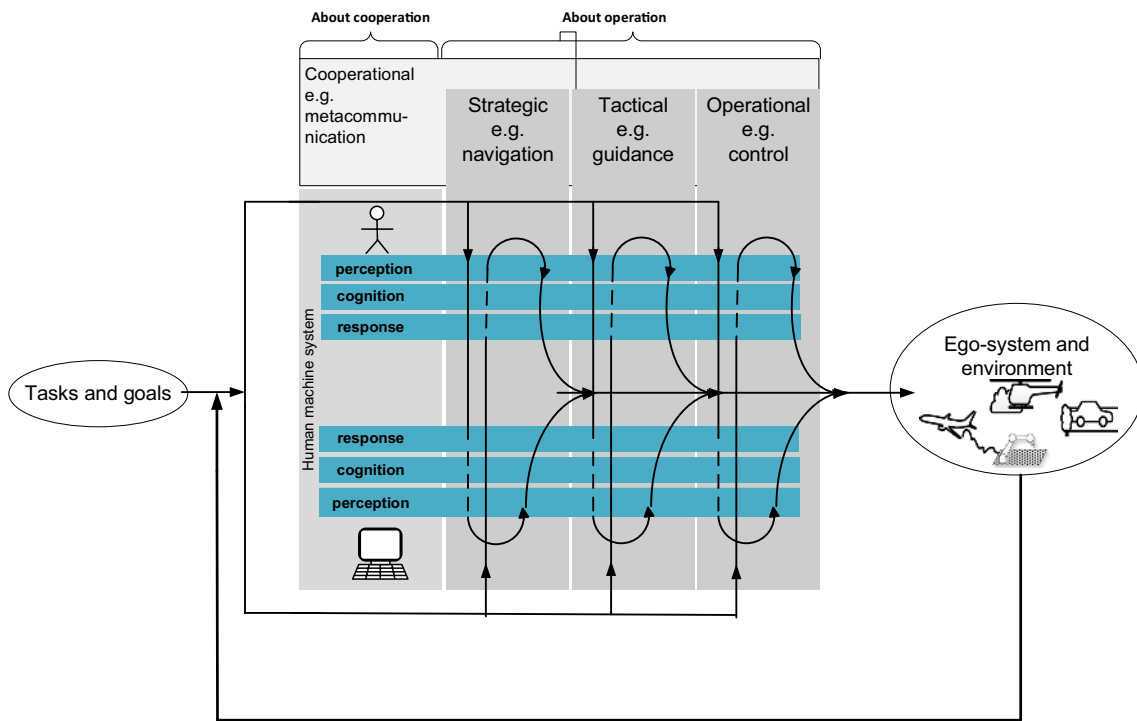 About cooperation
About operation
Cooperational
e.g.
metacommu-
nication
Strategic
e.g.
navigation
Tactical
e.g.
guidance
Operational
e.g.
control
Human machine system
perception
cognition
response
response
cognition
perception
Tasks and goals
Ego-system and
environment